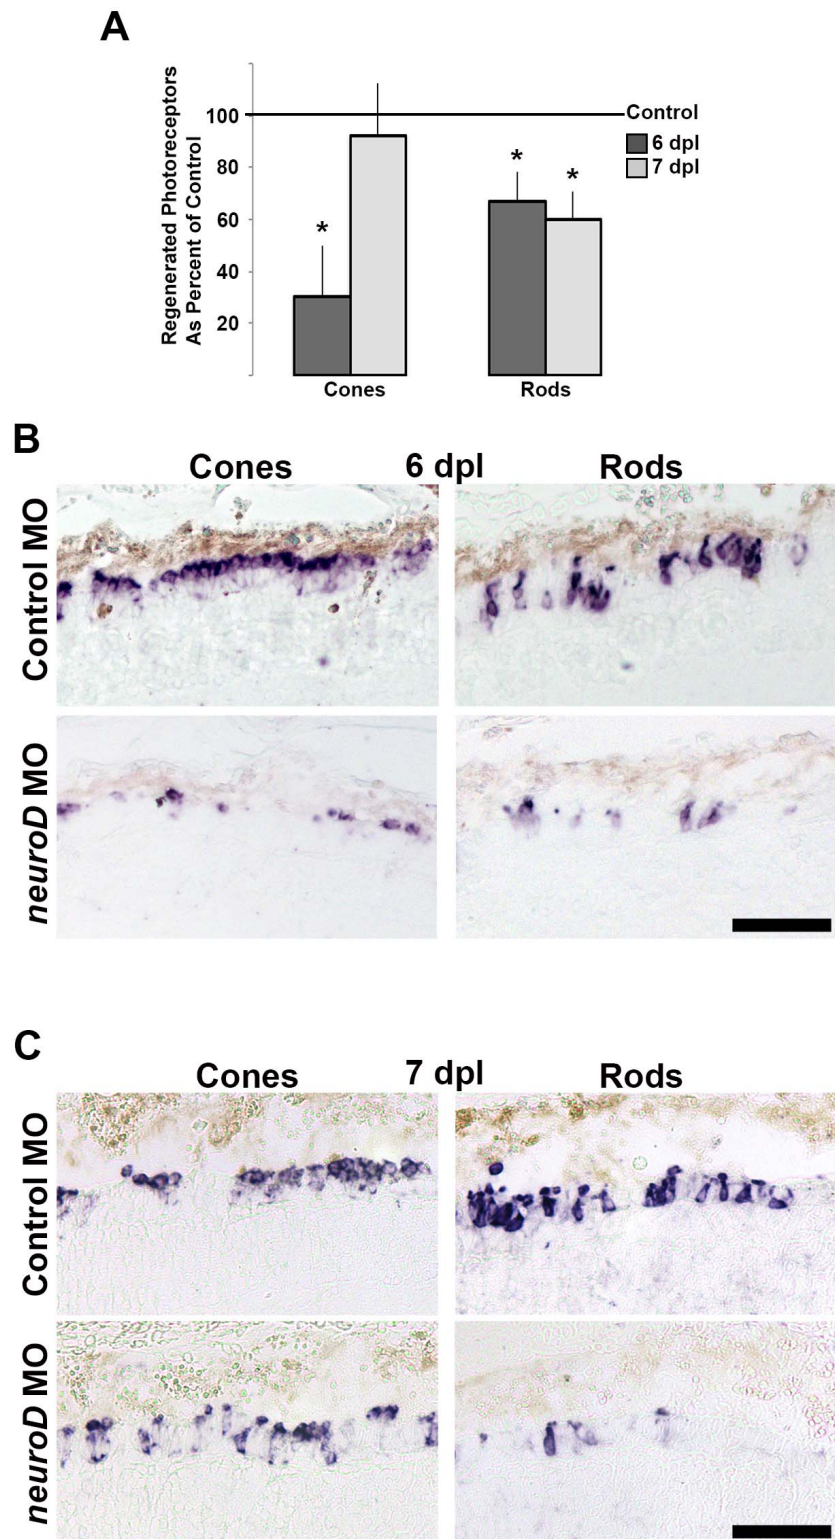 A
Regenerated Photoreceptors
As Percent of Control
100
80
60
40
20
*
*
*
Control
6 dpl
7 dpl
Cones
Rods
B
Cones
6 dpl
Rods
Control MO
neuroD MO
C
Cones
7 dpl
Rods
Control MO
neuroD MO